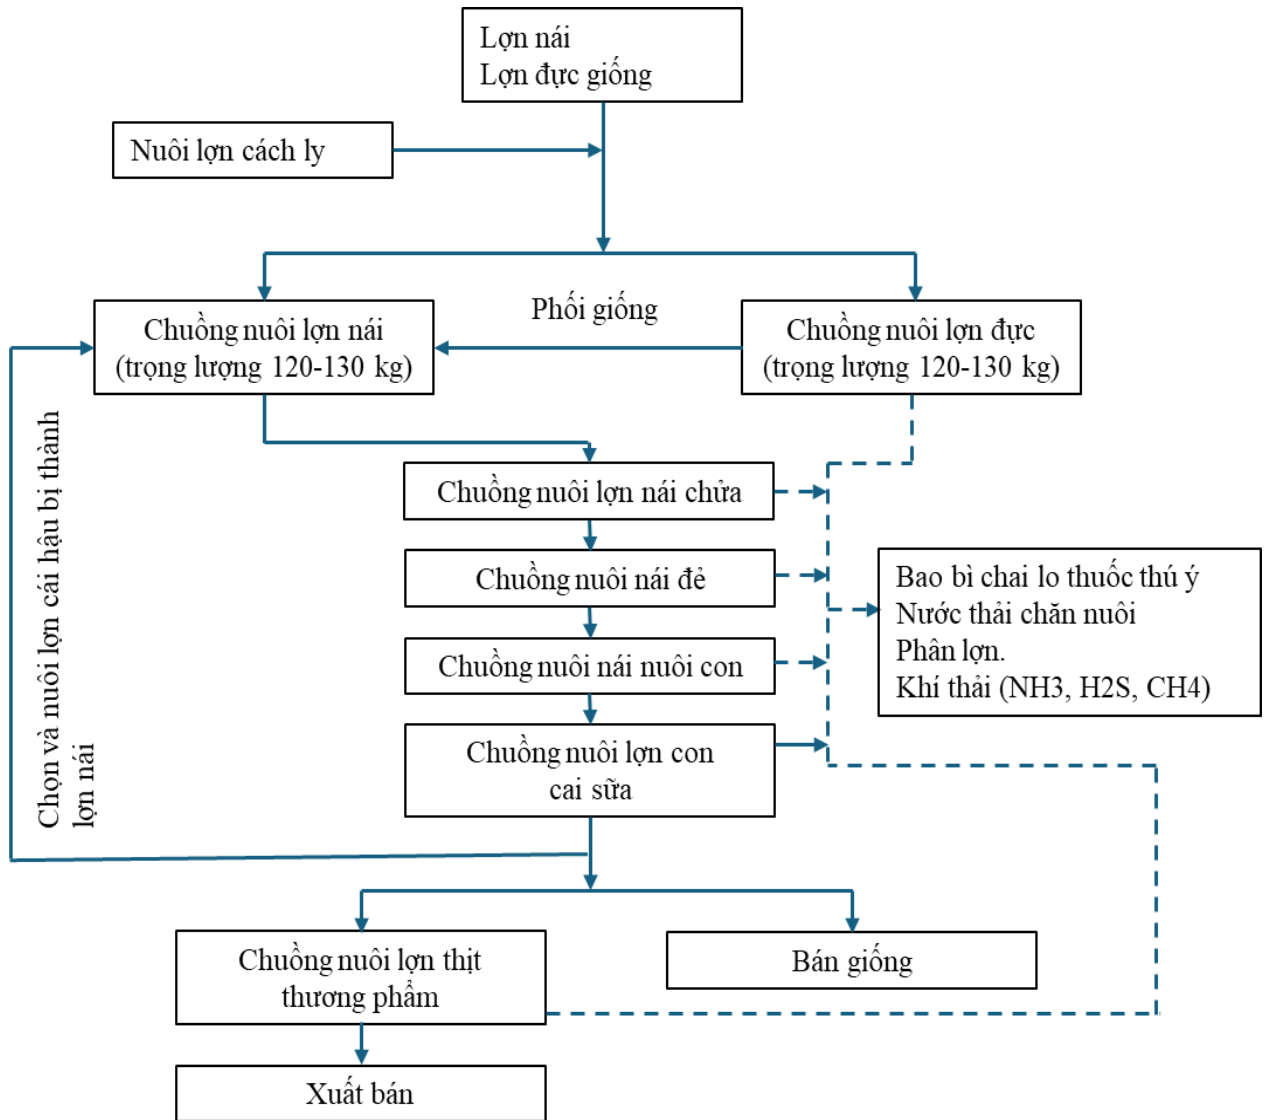 Lợn nái
Lợn đực giống
Nuôi lợn cách ly
Phối giống
Chuồng nuôi lợn nái
(trọng lượng 120-130 kg)
Chuồng nuôi lợn đực
(trọng lượng 120-130 kg)
Chọn và nuôi lợn cái hậu bị thành
lợn nái
Chuồng nuôi lợn nái chửa
Chuồng nuôi nái đẻ
Chuồng nuôi nái nuôi con
Chuồng nuôi lợn con
cai sữa
Bao bì chai lo thuốc thú ý
Nước thải chăn nuôi
Phân lợn.
Khí thải (NH3, H2S, CH4)
Chuồng nuôi lợn thịt
thương phẩm
Bán giống
Xuất bán